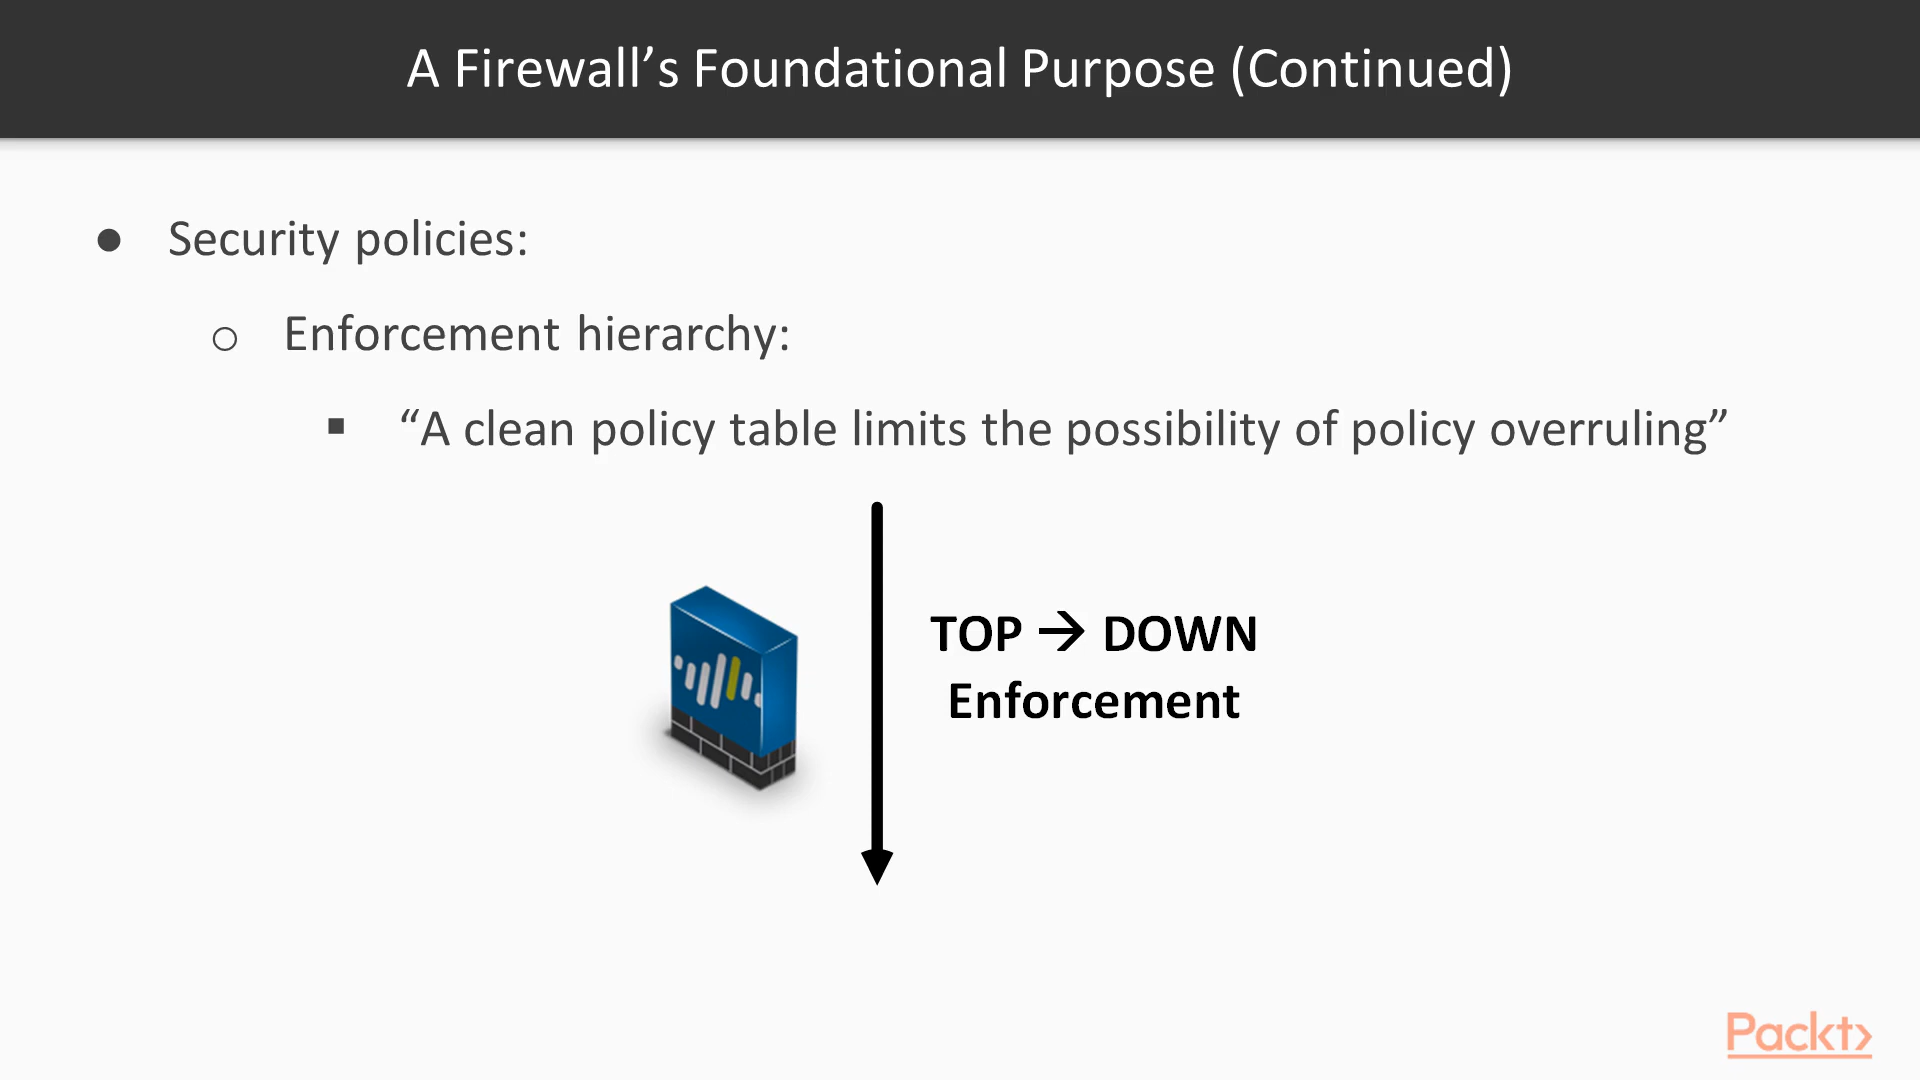 A Firewall’s Foundational Purpose (Continued)
● Security policies:
○ Enforcement hierarchy:
▪ “A clean policy table limits the possibility of policy overruling”
TOP → DOWN
Enforcement
Packt>